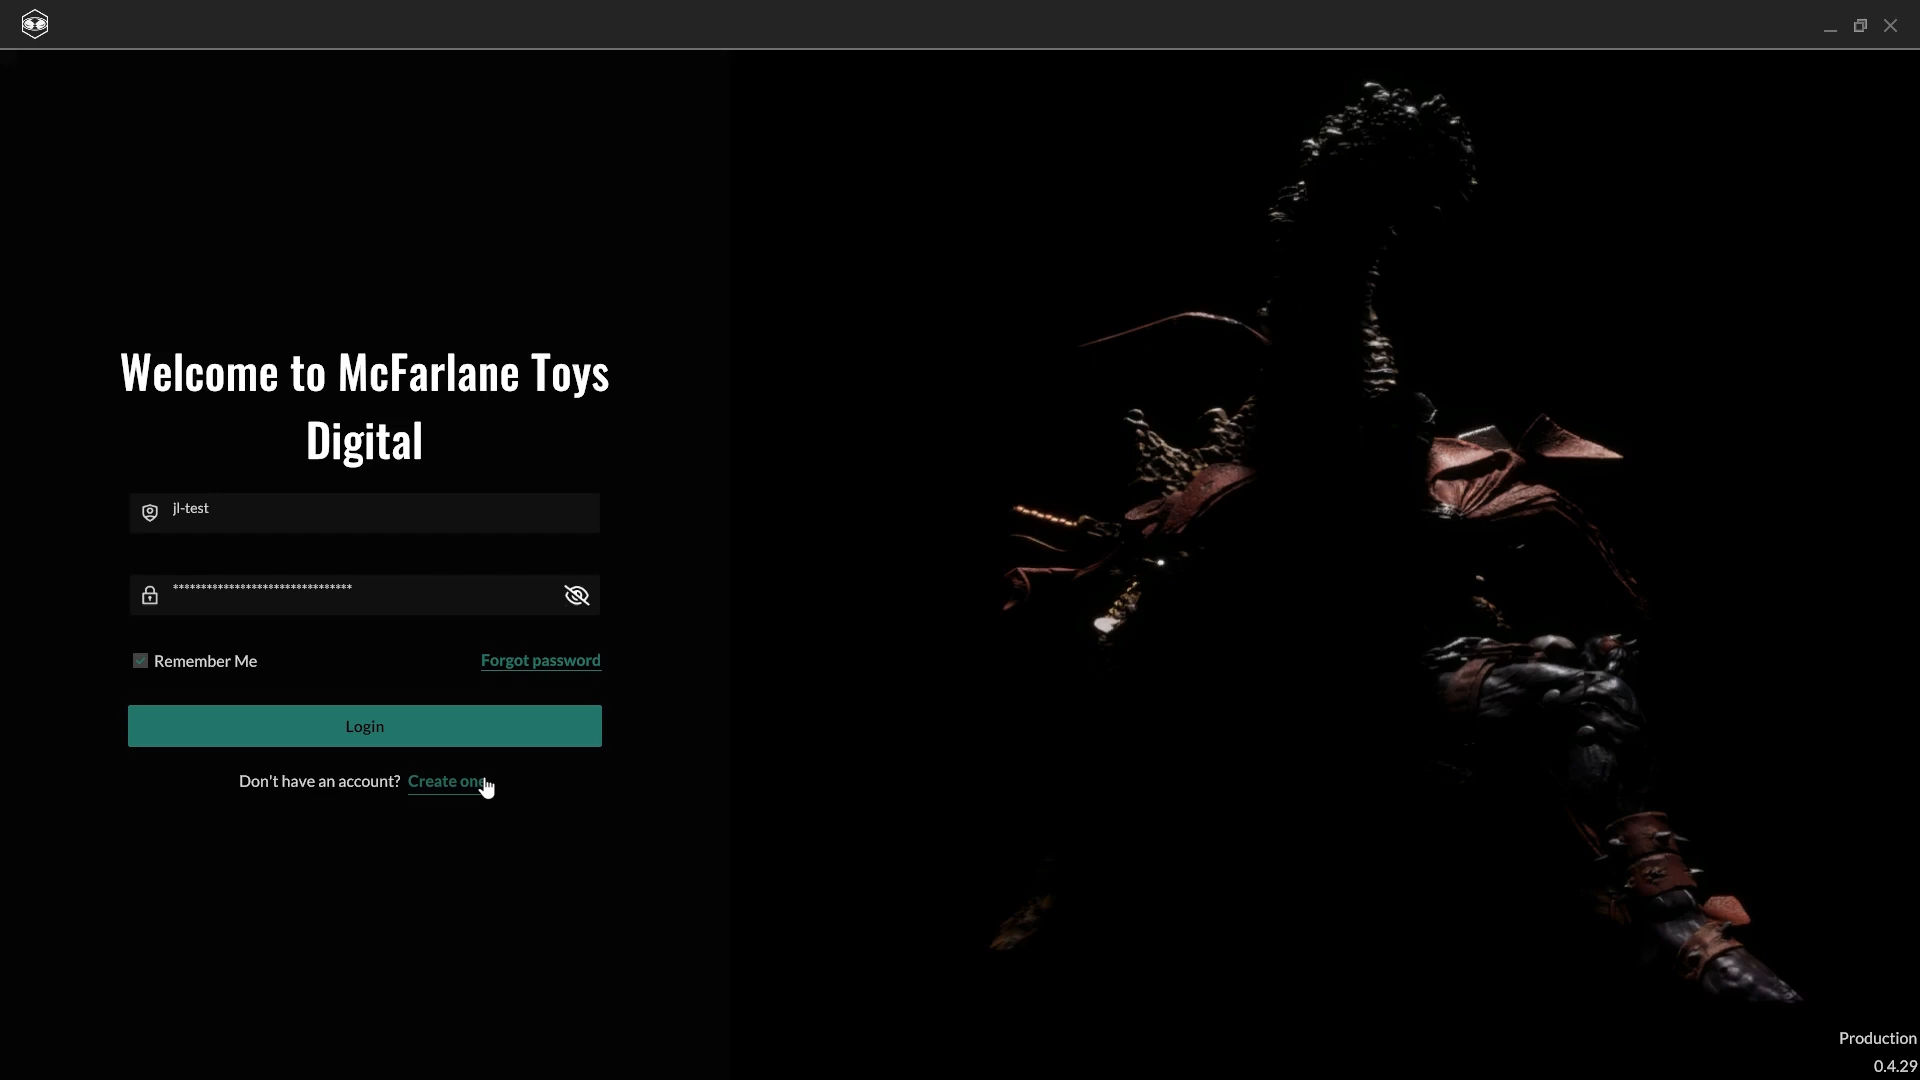 Welcome to McFarlane Toys
Digital
jl-test
********************************
Remember Me
Forgot password
Login
Don't have an account? Create one
Production
0.4.29